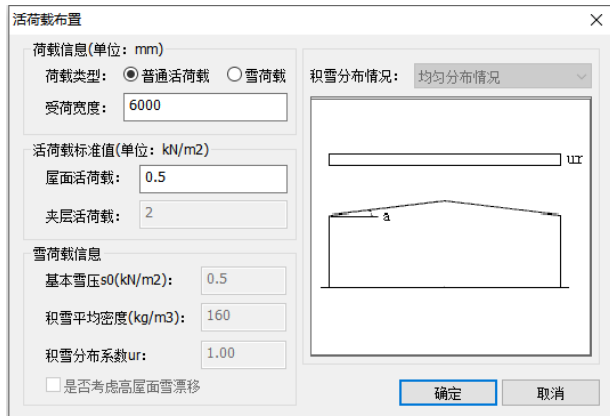 活荷载布置
荷载信息(单位: mm)
荷载类型: 普通活荷载 雪荷载
受荷宽度: 6000
活荷载标准值(单位: kN/m2)
屋面活荷载: 0.5
夹层活荷载: 2
雪荷载信息
基本雪压s0(kN/m2): 0.5
积雪平均密度(kg/m3): 160
积雪分布系数ur: 1.00
是否考虑高屋面雪漂移
积雪分布情况: 均匀分布情况
ur
a
确定 取消